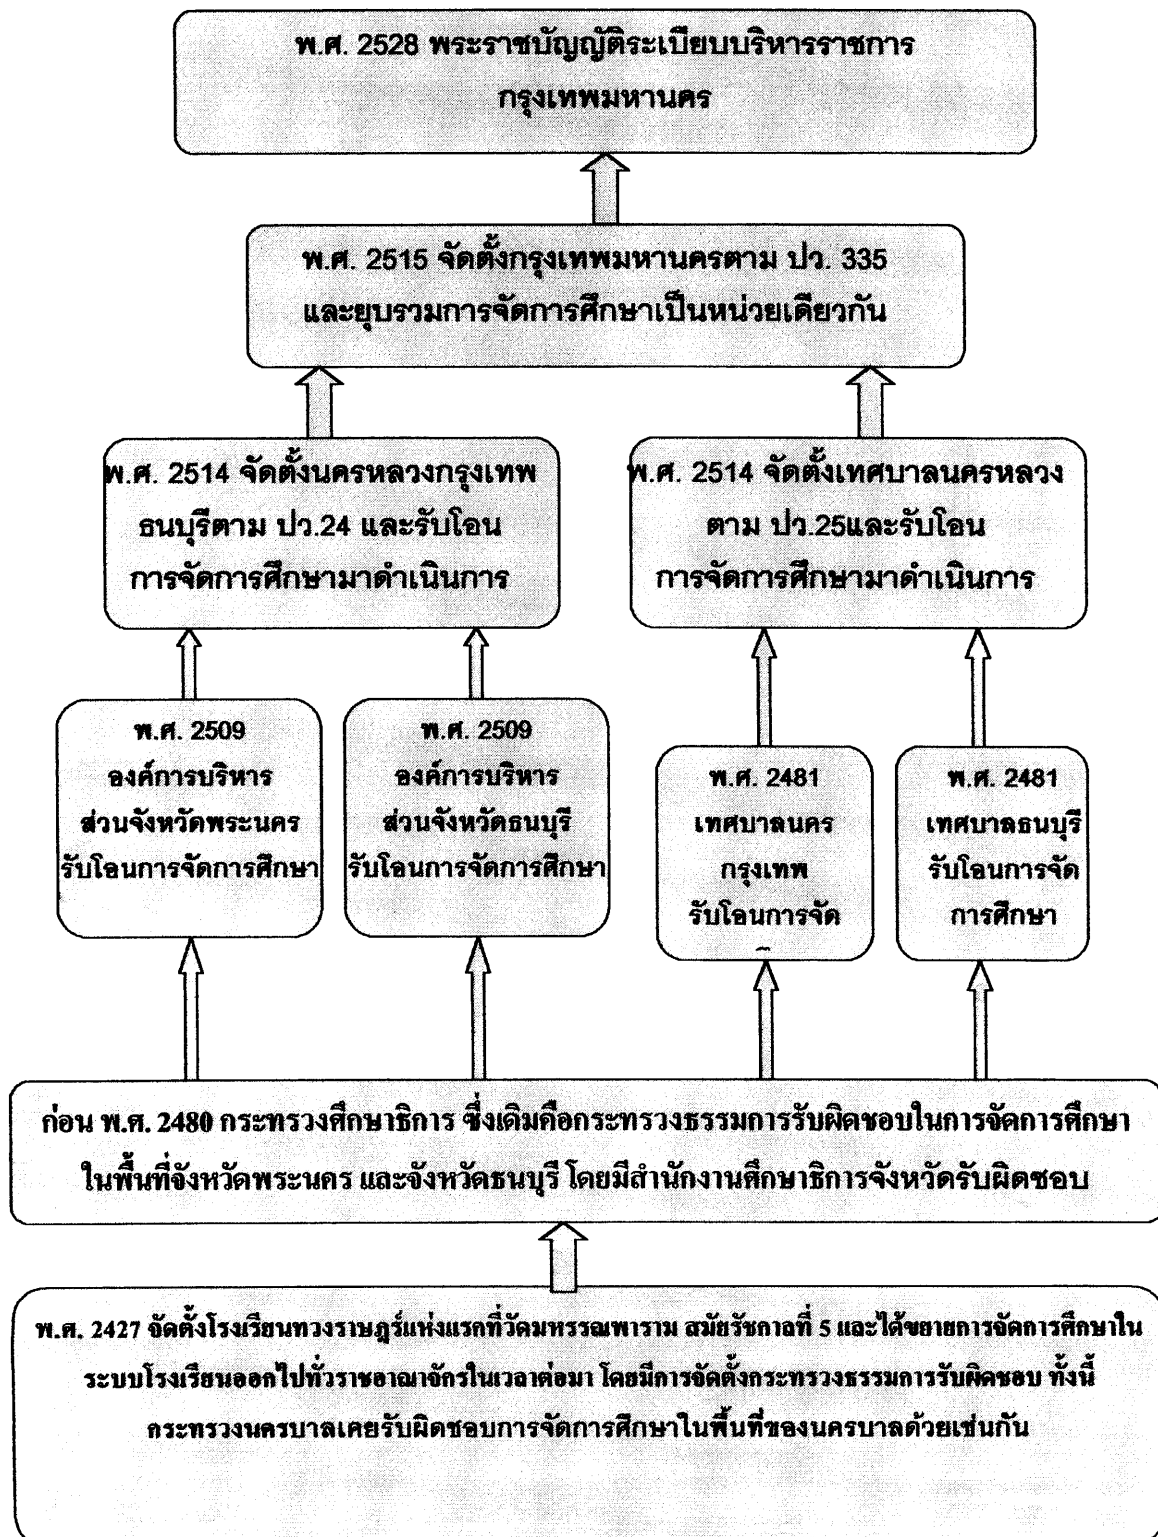 พ.ศ. 2528 พระราชบัญญัติระเบียบบริหารราชการ
กรุงเทพมหานคร
พ.ศ. 2515 จัดตั้งกรุงเทพมหานครตาม ปว. 335
และยุบรวมการจัดการศึกษาเป็นหน่วยเดียวกัน
พ.ศ. 2514 จัดตั้งนครหลวงกรุงเทพ
ธนบุรีตาม ปว.24 และรับโอน
การจัดการศึกษามาดำเนินการ
พ.ศ. 2514 จัดตั้งเทศบาลนครหลวง
ตาม ปว.25และรับโอน
การจัดการศึกษามาดำเนินการ
พ.ศ. 2509
องค์การบริหาร
ส่วนจังหวัดพระนคร
รับโอนการจัดการศึกษา
พ.ศ. 2509
องค์การบริหาร
ส่วนจังหวัดธนบุรี
รับโอนการจัดการศึกษา
พ.ศ. 2481
เทศบาลนคร
กรุงเทพ
รับโอนการจัด
พ.ศ. 2481
เทศบาลธนบุรี
รับโอนการจัด
การศึกษา
ก่อน พ.ศ. 2480 กระทรวงศึกษาธิการ ซึ่งเดิมคือกระทรวงธรรมการรับผิดชอบในการจัดการศึกษา
ในพื้นที่จังหวัดพระนคร และจังหวัดธนบุรี โดยมีสำนักงานศึกษาธิการจังหวัดรับผิดชอบ
พ.ศ. 2427 จัดตั้งโรงเรียนทวงราษฎร์แห่งแรกที่วัดมหรรณพาราม สมัยรัชกาลที่ 5 และได้ขยายการจัดการศึกษาใน
ระบบโรงเรียนออกไปทั่วราชอาณาจักรในเวลาต่อมา โดยมีการจัดตั้งกระทรวงธรรมการรับผิดชอบ ทั้งนี้
กระทรวงนครบาลเคยรับผิดชอบการจัดการศึกษาในพื้นที่ของนครบาลด้วยเช่นกัน